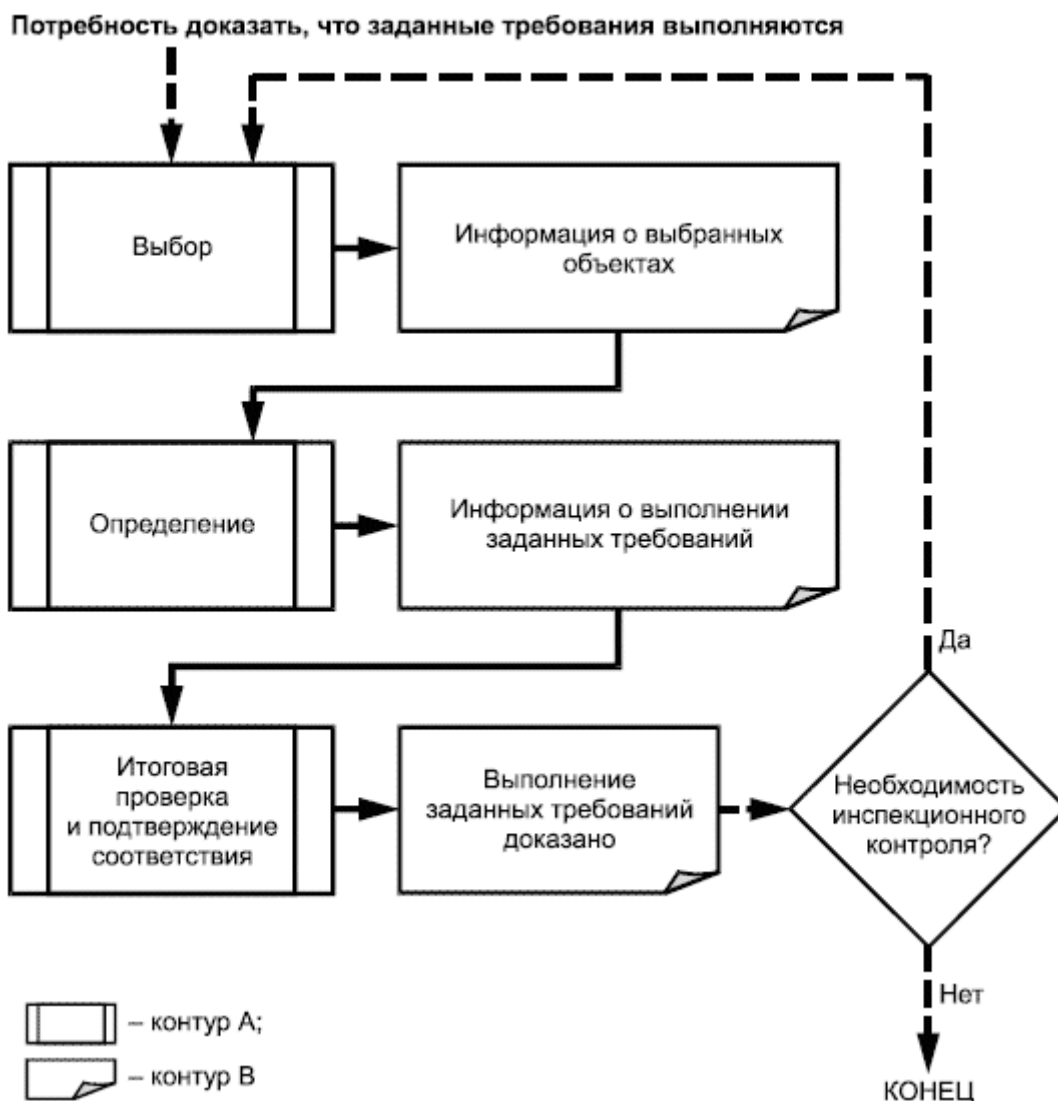 Потребность доказать, что заданные требования выполняются
Выбор
Информация о выбранных
объектах
Определение
Информация о выполнении
заданных требований
Да
Итоговая
проверка
и подтверждение
соответствия
Выполнение
заданных требований
доказано
Необходимость
инспекционного
контроля?
Нет
– контур А;
– контур В
КОНЕЦ